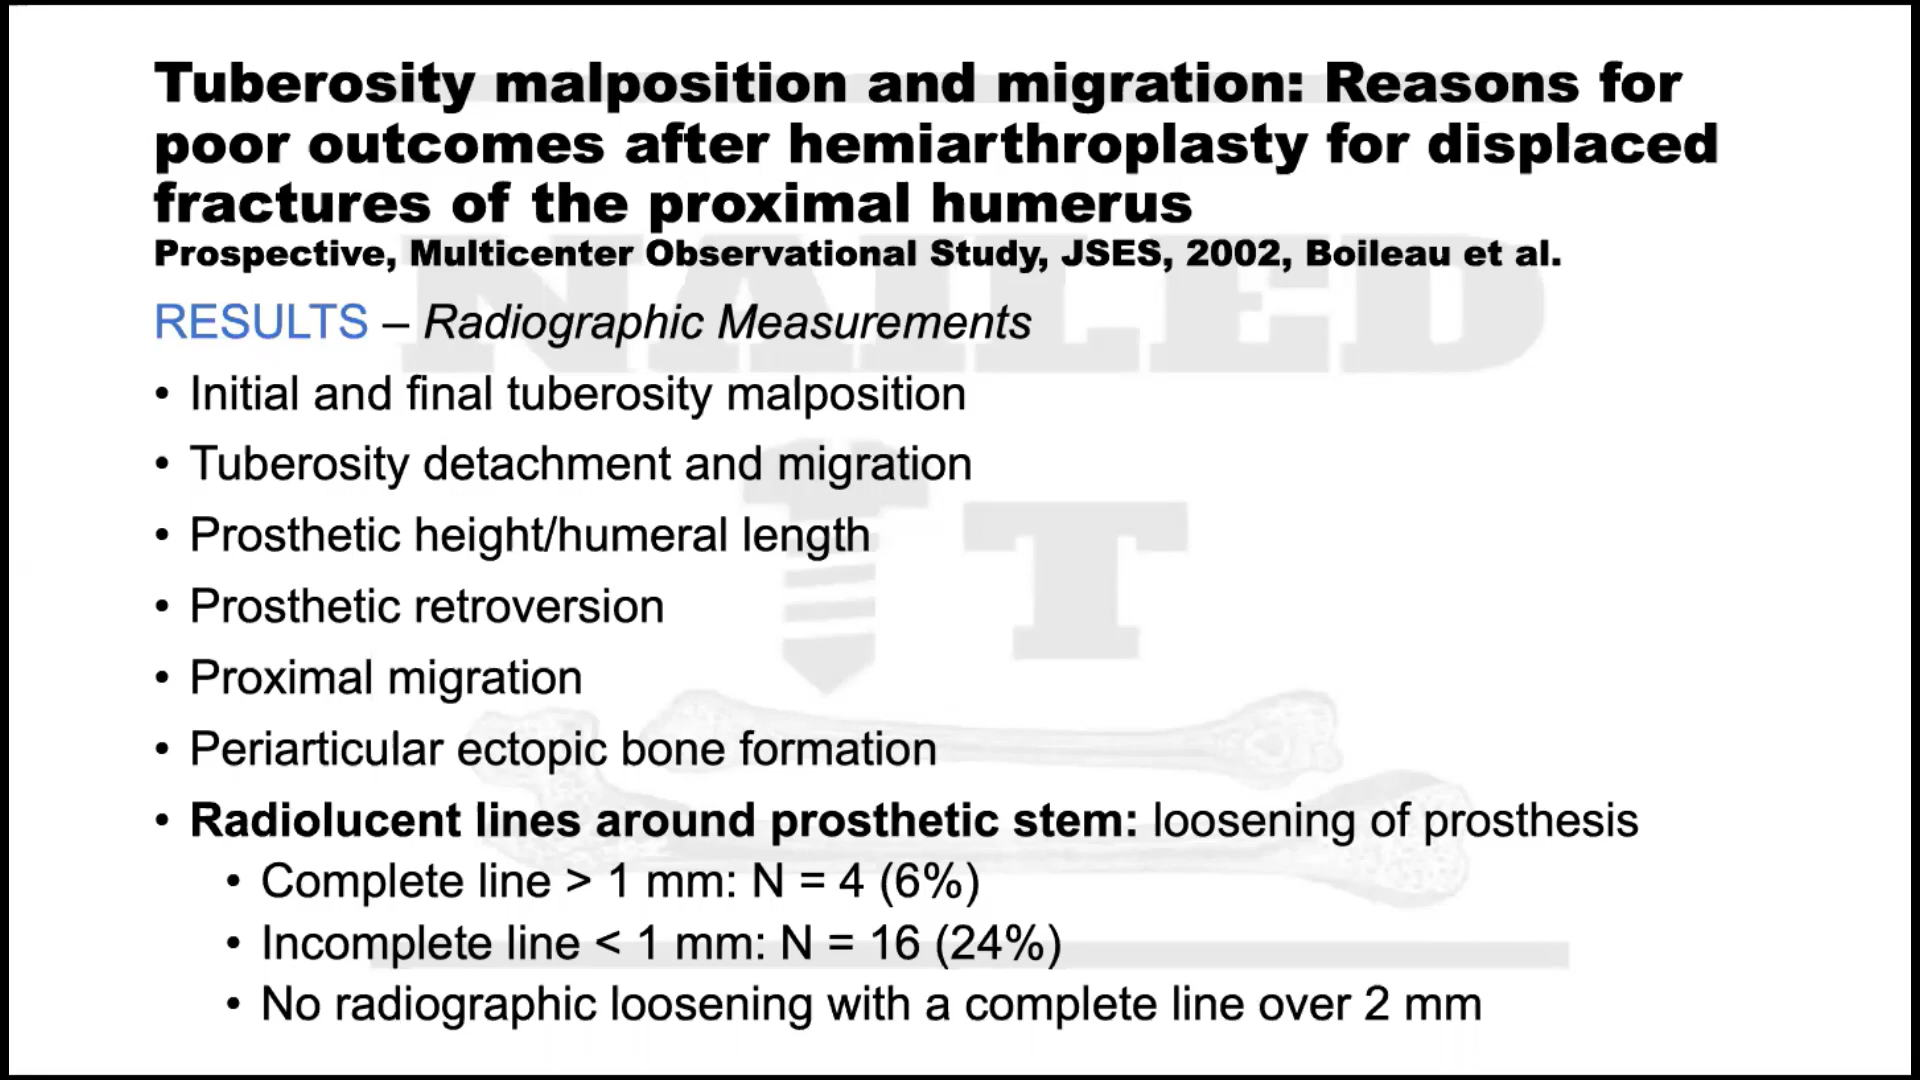 Tuberosity malposition and migration: Reasons for
poor outcomes after hemiarthroplasty for displaced
fractures of the proximal humerus
Prospective, Multicenter Observational Study, JSES, 2002, Boileau et al.
RESULTS – Radiographic Measurements
• Initial and final tuberosity malposition
• Tuberosity detachment and migration
• Prosthetic height/humeral length
• Prosthetic retroversion
• Proximal migration
• Periarticular ectopic bone formation
• Radiolucent lines around prosthetic stem: loosening of prosthesis
• Complete line > 1 mm: N = 4 (6%)
• Incomplete line < 1 mm: N = 16 (24%)
• No radiographic loosening with a complete line over 2 mm
NAILED
IT